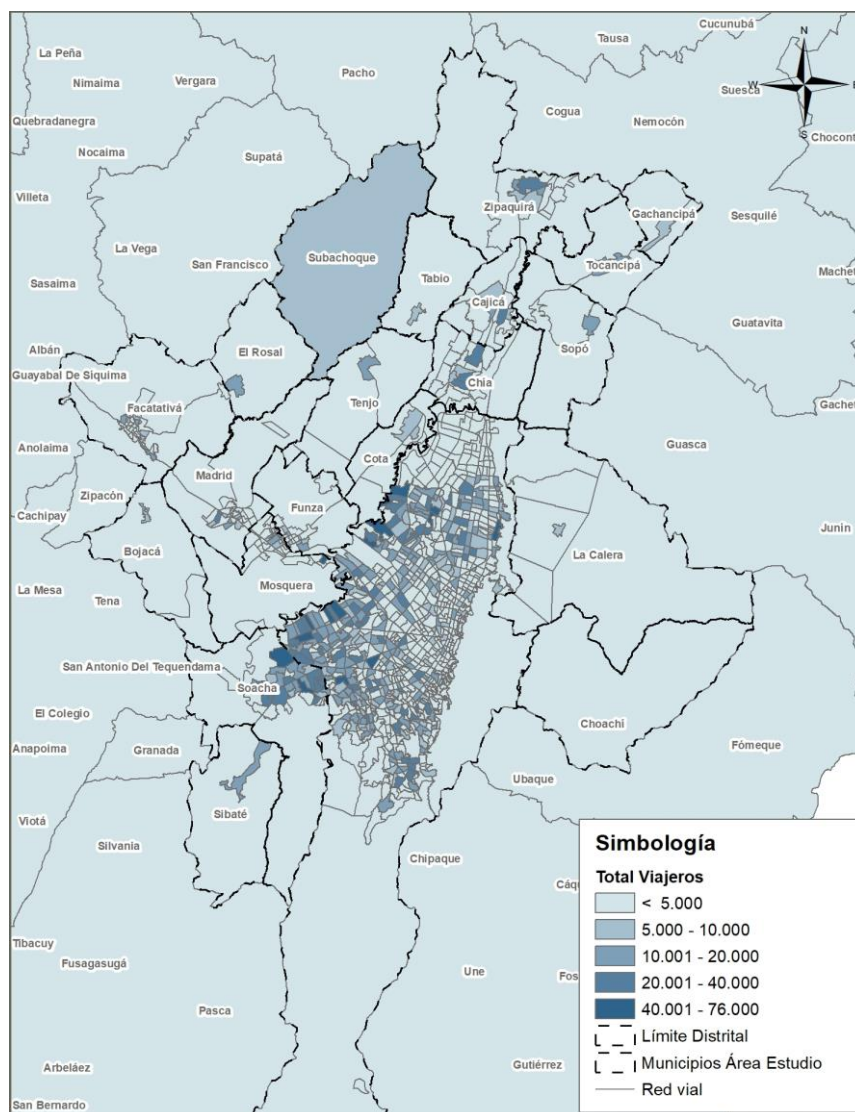 Cucunubá
Tausa
La Peña
Pacho
N
Nimaima
Vergara
W
E
Suesca
S
Cogua
Quebradanegra
Nemocón
Nocaima
Supatá
Villeta
Zipaquirá
Gachancipá
Sesquilé
La Vega
San Francisco
Subachoque
Tabio
Tocancipá
Sasaima
Cajicá
Guatavita
Albán
El Rosal
Sopó
Guayabal De Siquima
Chia
Facatativá
Tenjo
Anolaima
Cota
Guasca
Madrid
Zipacón
Funza
Cachipay
Junin
Bojacá
La Calera
La Mesa
Tena
Mosquera
San Antonio Del Tequendama
Soacha
El Colegio
Choachí
Anapoima
Granada
Fómeque
Ubaque
Sibaté
Viotá
Silvania
Chipaque
Tibacuy
Fusagasugá
Une
Pasca
Arbeláez
Gutiérrez
San Bernardo
Simbología
Total Viajeros
< 5.000
5.000 - 10.000
10.001 - 20.000
20.001 - 40.000
40.001 - 76.000
Límite Distrital
Municipios Área Estudio
Red vial